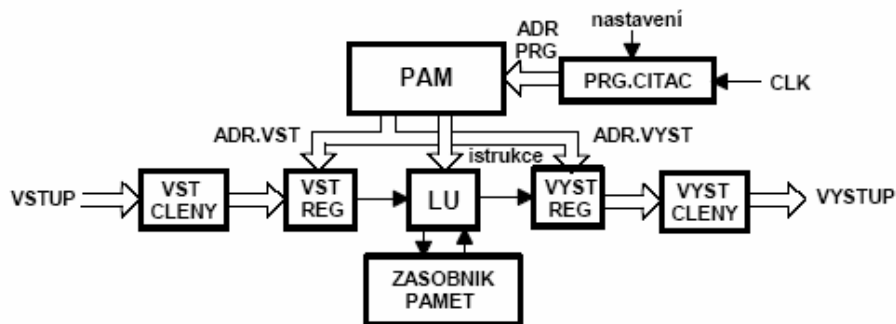 nastavení
ADR
PRG
PAM
PRG.CITAC
CLK
ADR.VST
ADR.VYST
istrukce
VSTUP
VST
CLENY
VST
REG
LU
VYST
REG
VYST
CLENY
VYSTUP
ZASOBNIK
PAMET